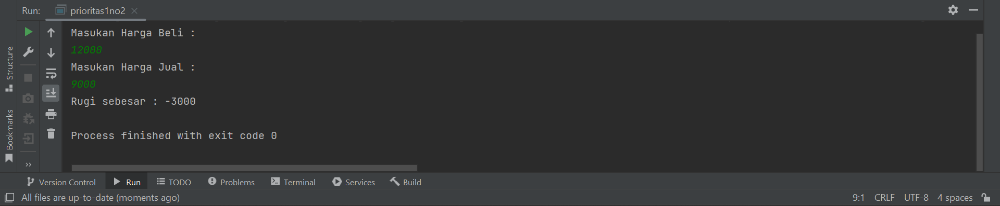 Run: prioritas1no2
Masukan Harga Beli :
12000
Masukan Harga Jual :
9000
Rugi sebesar : -3000
Process finished with exit code 0
Structure
Bookmarks
Version Control Run TODO Problems Terminal Services Build
All files are up-to-date (moments ago) 9:1 CRLF UTF-8 4 spaces